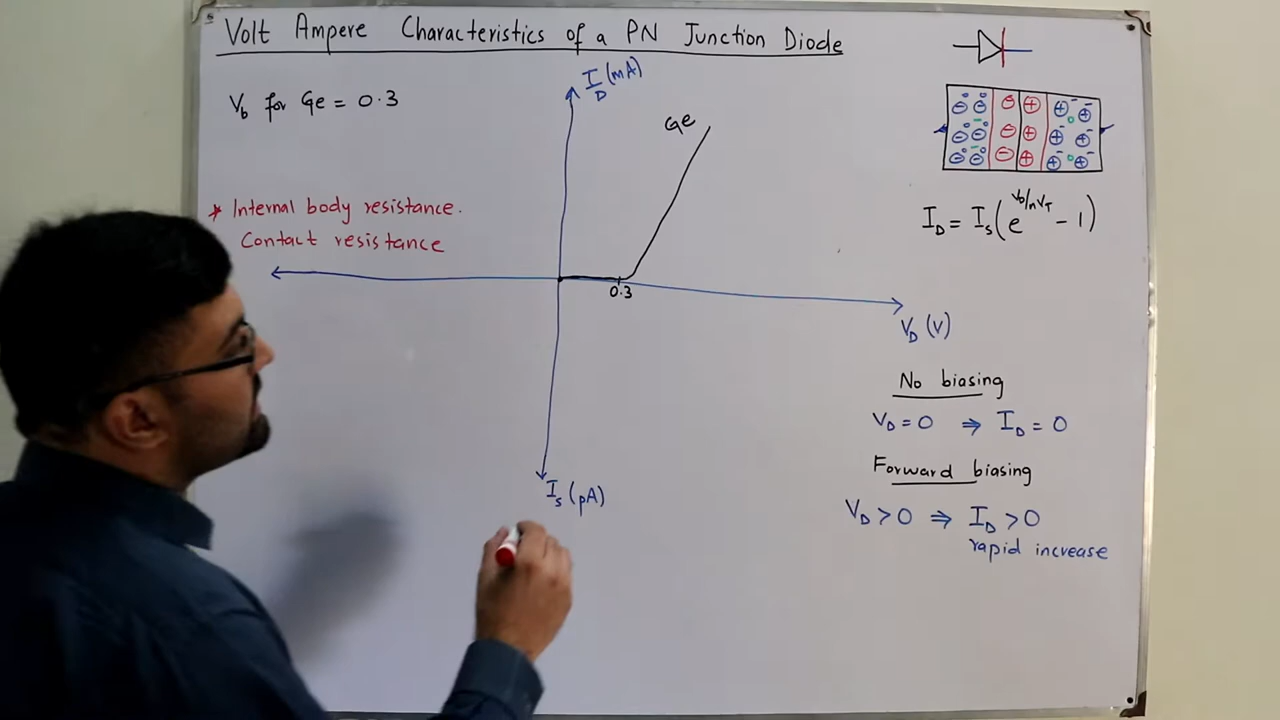 Volt Ampere Characteristics of a PN Junction Diode
V_b for Ge = 0.3
* Internal body resistance.
Contact resistance
I_D (mA)
Ge
0.3
V_D (V)
I_s (pA)
I_D = I_s (e^{V_D/nV_T} - 1)
No biasing
V_D = 0 ⇒ I_D = 0
Forward biasing
V_D > 0 ⇒ I_D > 0
rapid increase